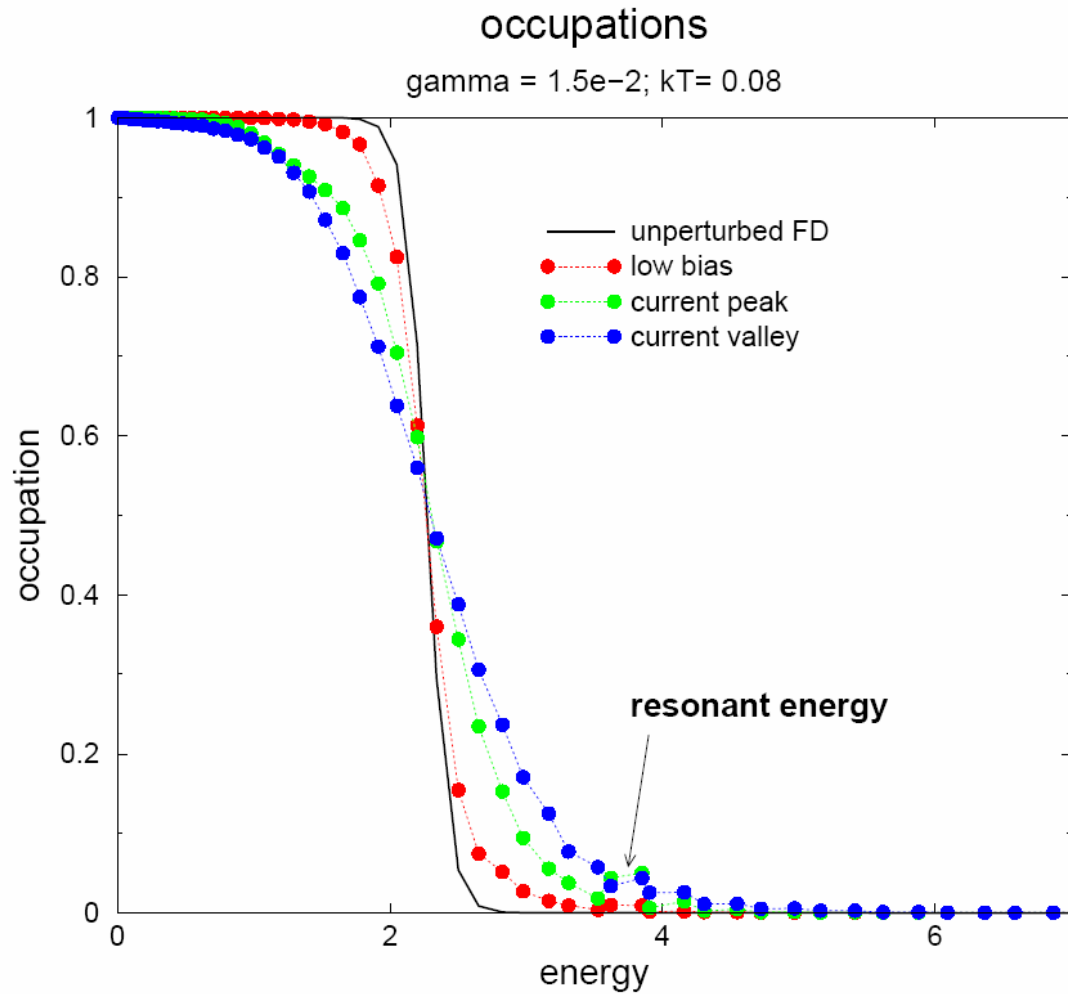 occupations
gamma = 1.5e−2; kT= 0.08
1
0.8
0.6
0.4
0.2
0
occupation
unperturbed FD
low bias
current peak
current valley
resonant energy
0
2
4
6
energy